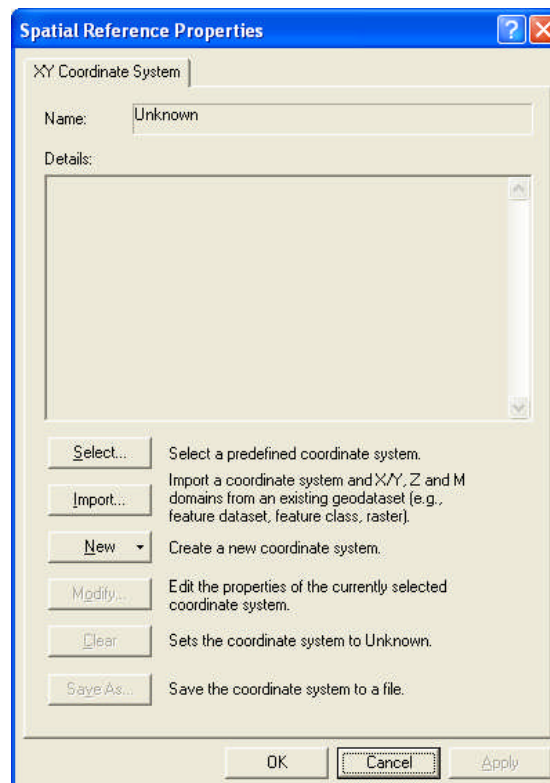 Spatial Reference Properties
XY Coordinate System
Name: Unknown
Details:
Select... Select a predefined coordinate system.
Import... Import a coordinate system and X/Y, Z and M
domains from an existing geodataset (e.g.,
feature dataset, feature class, raster).
New Create a new coordinate system.
Modify... Edit the properties of the currently selected
coordinate system.
Clear Sets the coordinate system to Unknown.
Save As... Save the coordinate system to a file.
OK Cancel Apply